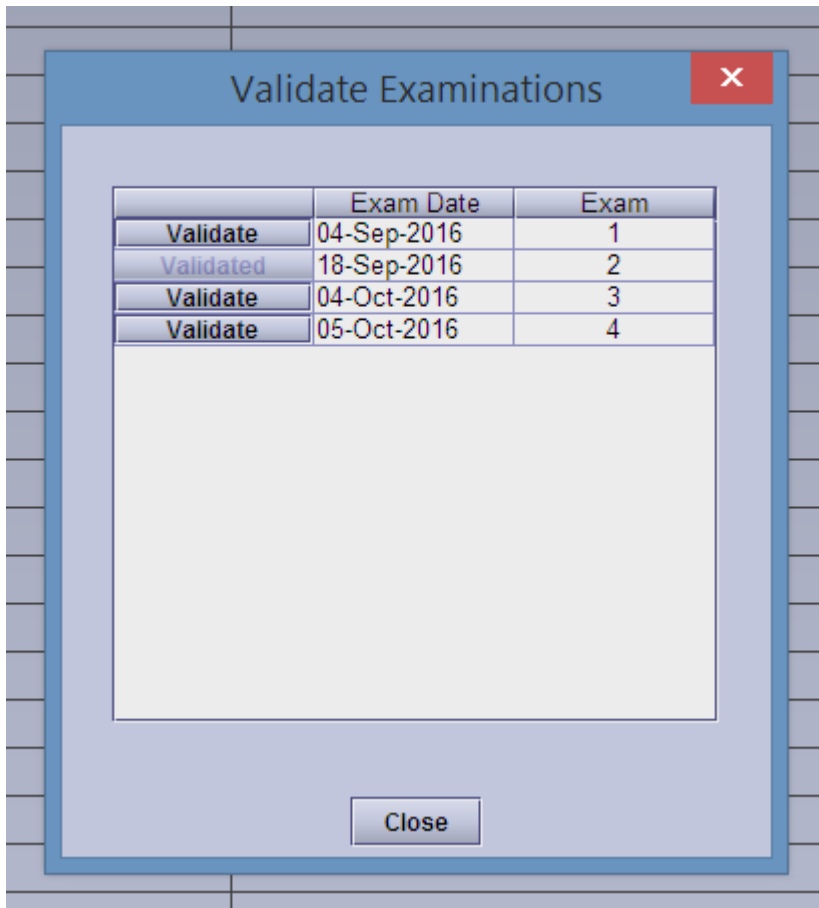 Validate Examinations
Exam Date Exam
Validate 04-Sep-2016 1
Validated 18-Sep-2016 2
Validate 04-Oct-2016 3
Validate 05-Oct-2016 4
Close